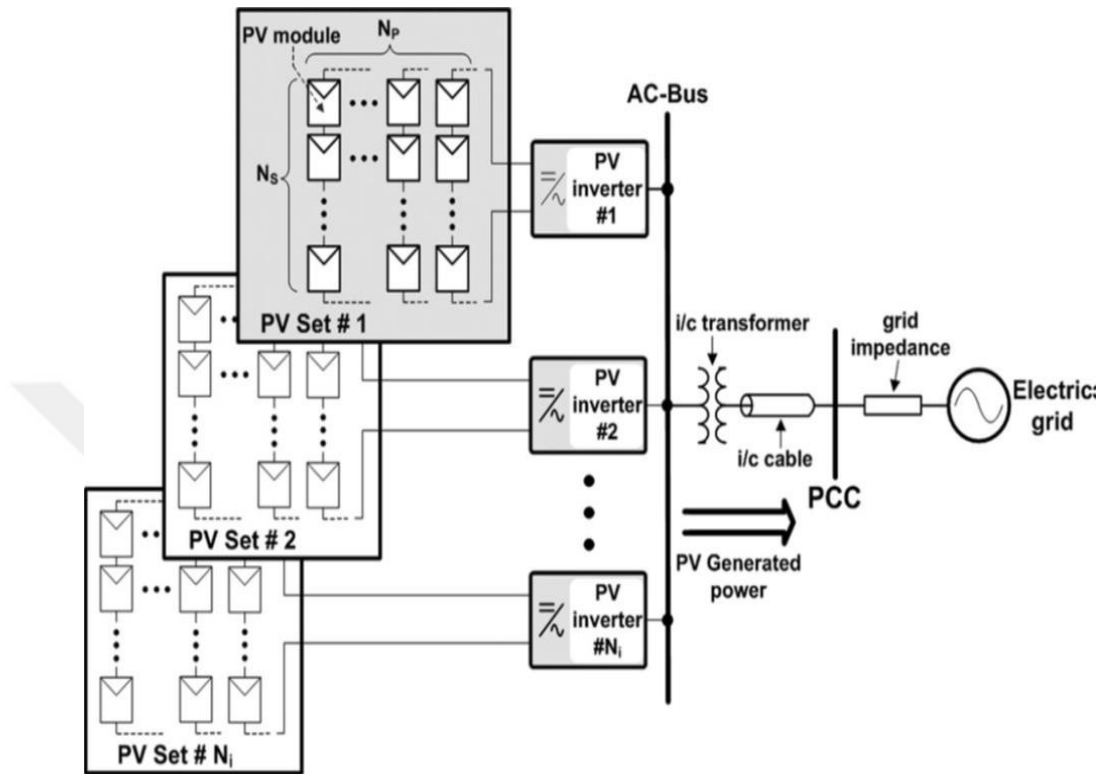 PV module
N_P
N_S
PV Set # 1
PV Set # 2
PV Set # N_i
PV
inverter
#1
PV
inverter
#2
PV
inverter
#N_i
AC-Bus
i/c transformer
i/c cable
PV Generated
power
PCC
grid
impedance
Electrica
grid